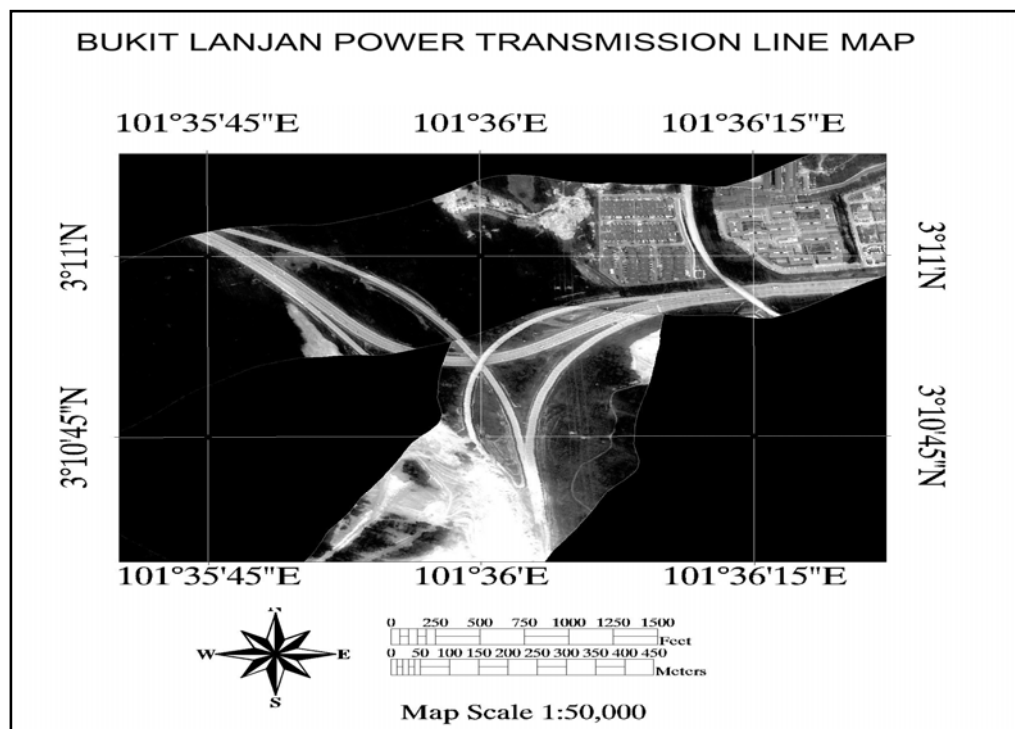 BUKIT LANJAN POWER TRANSMISSION LINE MAP
101°35'45"E 101°36'E 101°36'15"E
3°11'N 3°11'N
3°10'45"N 3°10'45"N
101°35'45"E 101°36'E 101°36'15"E
N
W E
S
0 250 500 750 1000 1250 1500
Feet
0 50 100 150 200 250 300 350 400 450
Meters
Map Scale 1:50,000